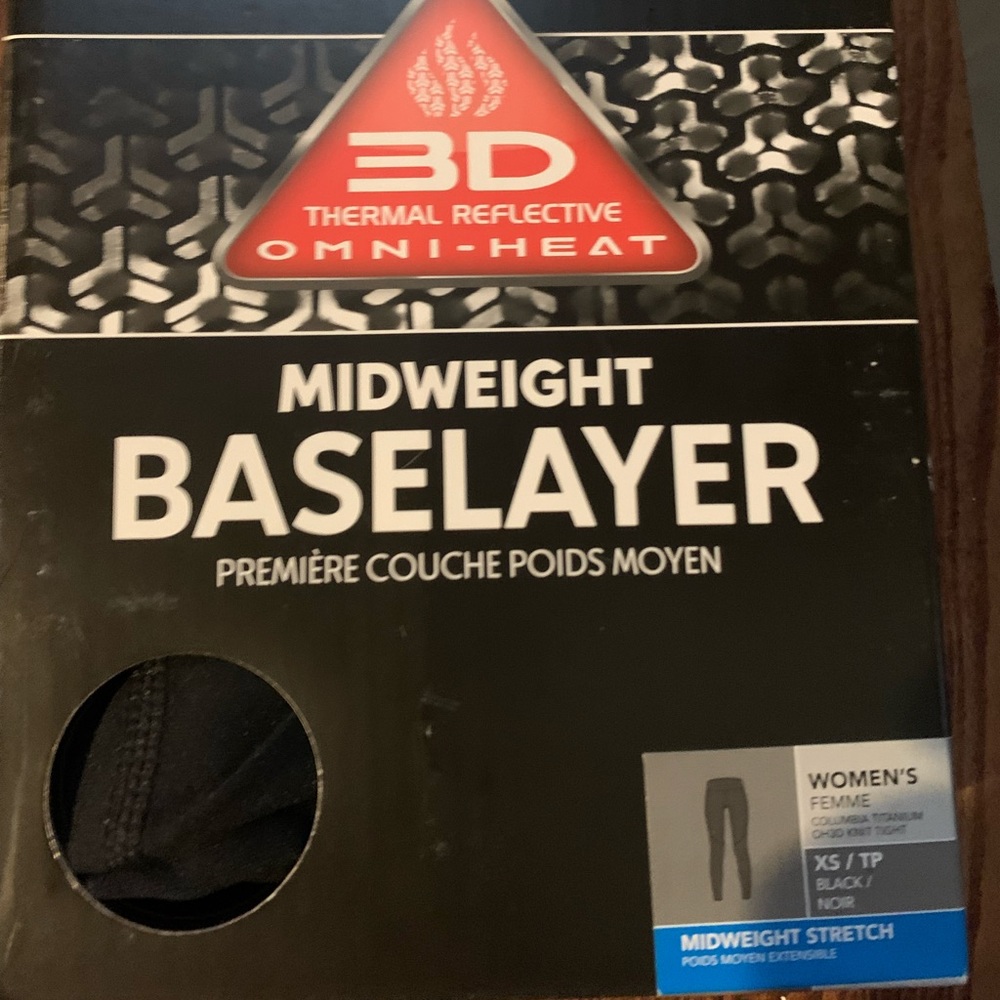 3D
THERMAL REFLECTIVE
OMNI-HEAT
MIDWEIGHT
BASELAYER
PREMIÈRE COUCHE POIDS MOYEN
WOMEN'S
FEMME
COLUMBIA TITANIUM
OH3D KNIT TIGHT
XS / TP
BLACK /
NOIR
MIDWEIGHT STRETCH
POIDS MOYEN EXTENSIBLE